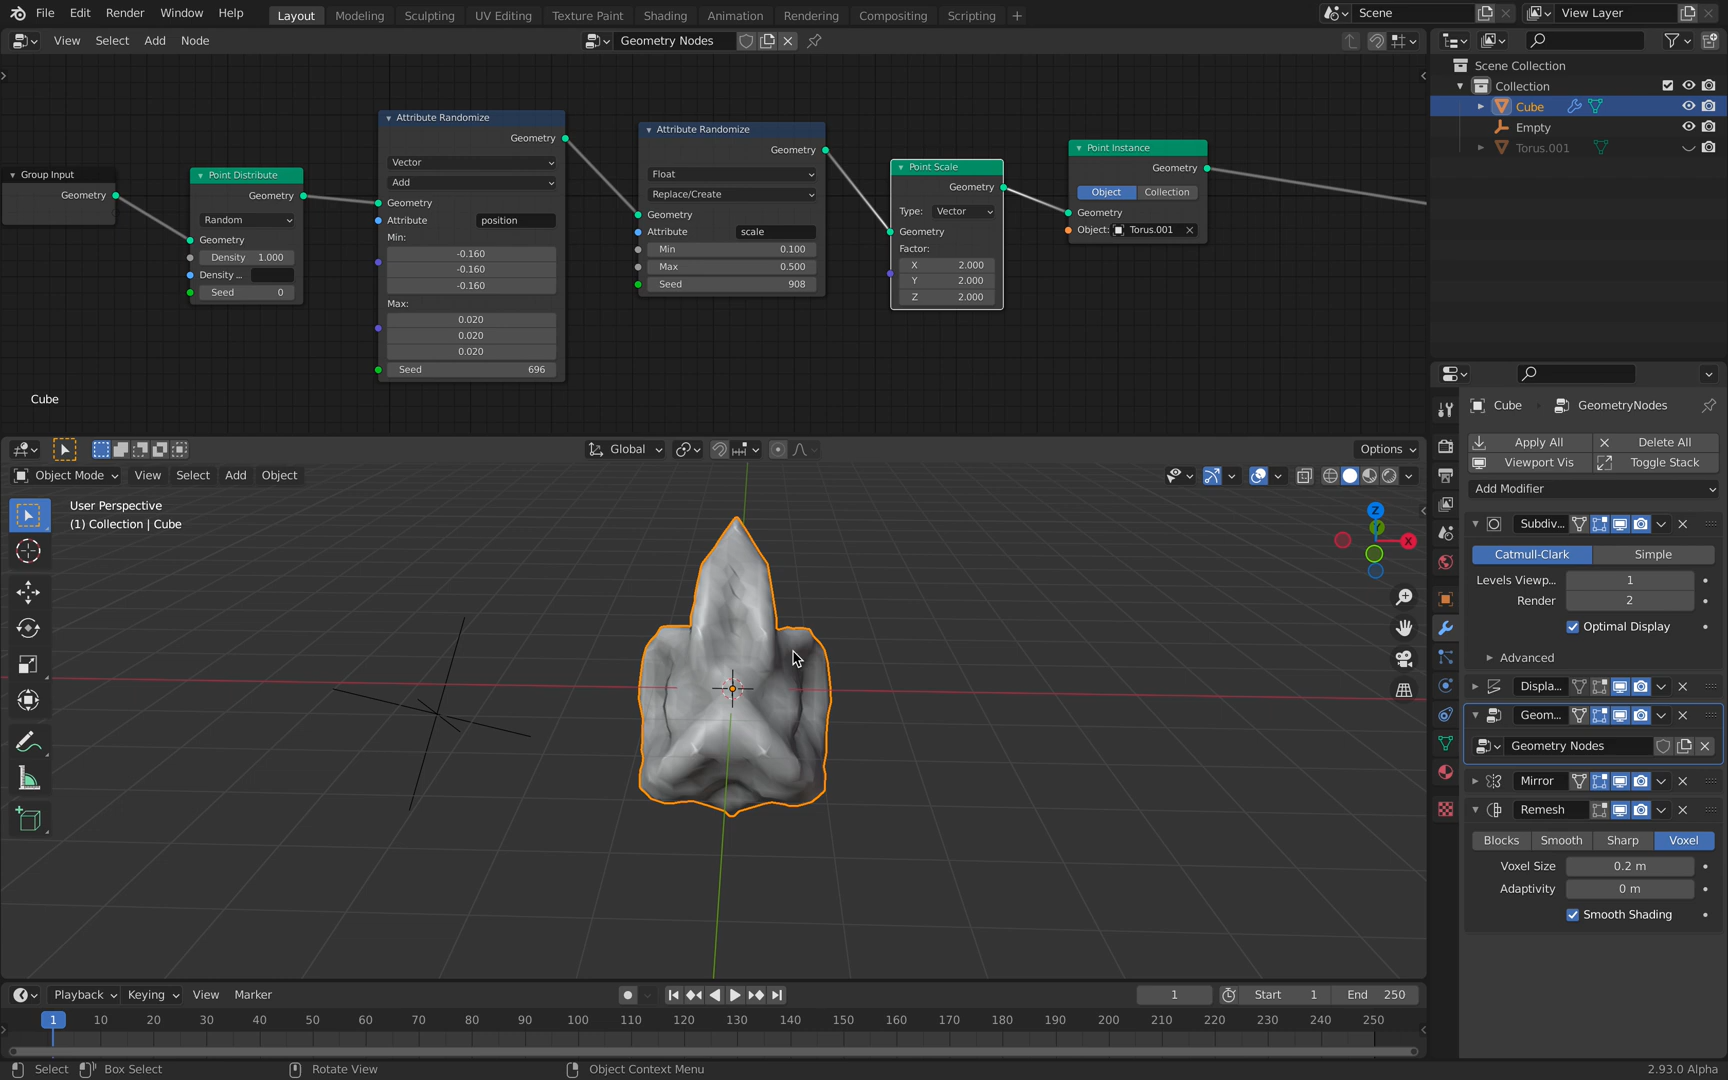 File Edit Render Window Help Layout Modeling Sculpting UV Editing Texture Paint Shading Animation Rendering Compositing Scripting + Scene View Layer
View Select Add Node Geometry Nodes
Group Input
Geometry
Point Distribute
Geometry
Random
Geometry
Density 1.000
Density ...
Seed 0
Attribute Randomize
Geometry
Vector
Add
Geometry
Attribute position
Min:
-0.160
-0.160
-0.160
Max:
0.020
0.020
0.020
Seed 696
Attribute Randomize
Geometry
Float
Replace/Create
Geometry
Attribute scale
Min 0.100
Max 0.500
Seed 908
Point Scale
Geometry
Type: Vector
Geometry
Factor:
X 2.000
Y 2.000
Z 2.000
Point Instance
Geometry
Object Collection
Geometry
Object: Torus.001
Cube
Scene Collection
Collection
Cube
Empty
Torus.001
Global Options
Object Mode View Select Add Object
User Perspective
(1) Collection | Cube
Z
Y
X
Cube GeometryNodes
Apply All Delete All
Viewport Vis Toggle Stack
Add Modifier
Subdiv...
Catmull-Clark Simple
Levels Viewp... 1
Render 2
Optimal Display
Advanced
Displa...
Geom...
Geometry Nodes
Mirror
Remesh
Blocks Smooth Sharp Voxel
Voxel Size 0.2 m
Adaptivity 0 m
Smooth Shading
Playback Keying View Marker 1 Start 1 End 250
1 10 20 30 40 50 60 70 80 90 100 110 120 130 140 150 160 170 180 190 200 210 220 230 240 250
Select Box Select Rotate View Object Context Menu 2.93.0 Alpha